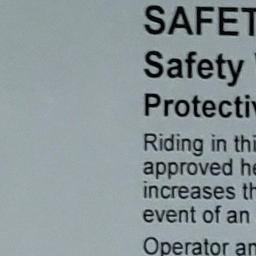 SAFET
Safety
Protectiv
Riding in thi
approved he
increases th
event of an
Operator an